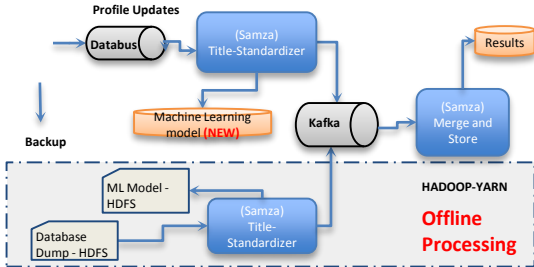 Profile Updates
Databus
(Samza)
Title-Standardizer
Results
Machine Learning
model (NEW)
Kafka
(Samza)
Merge and
Store
Backup
HADOOP-YARN
ML Model -
HDFS
(Samza)
Title-
Standardizer
Offline
Processing
Database
Dump - HDFS